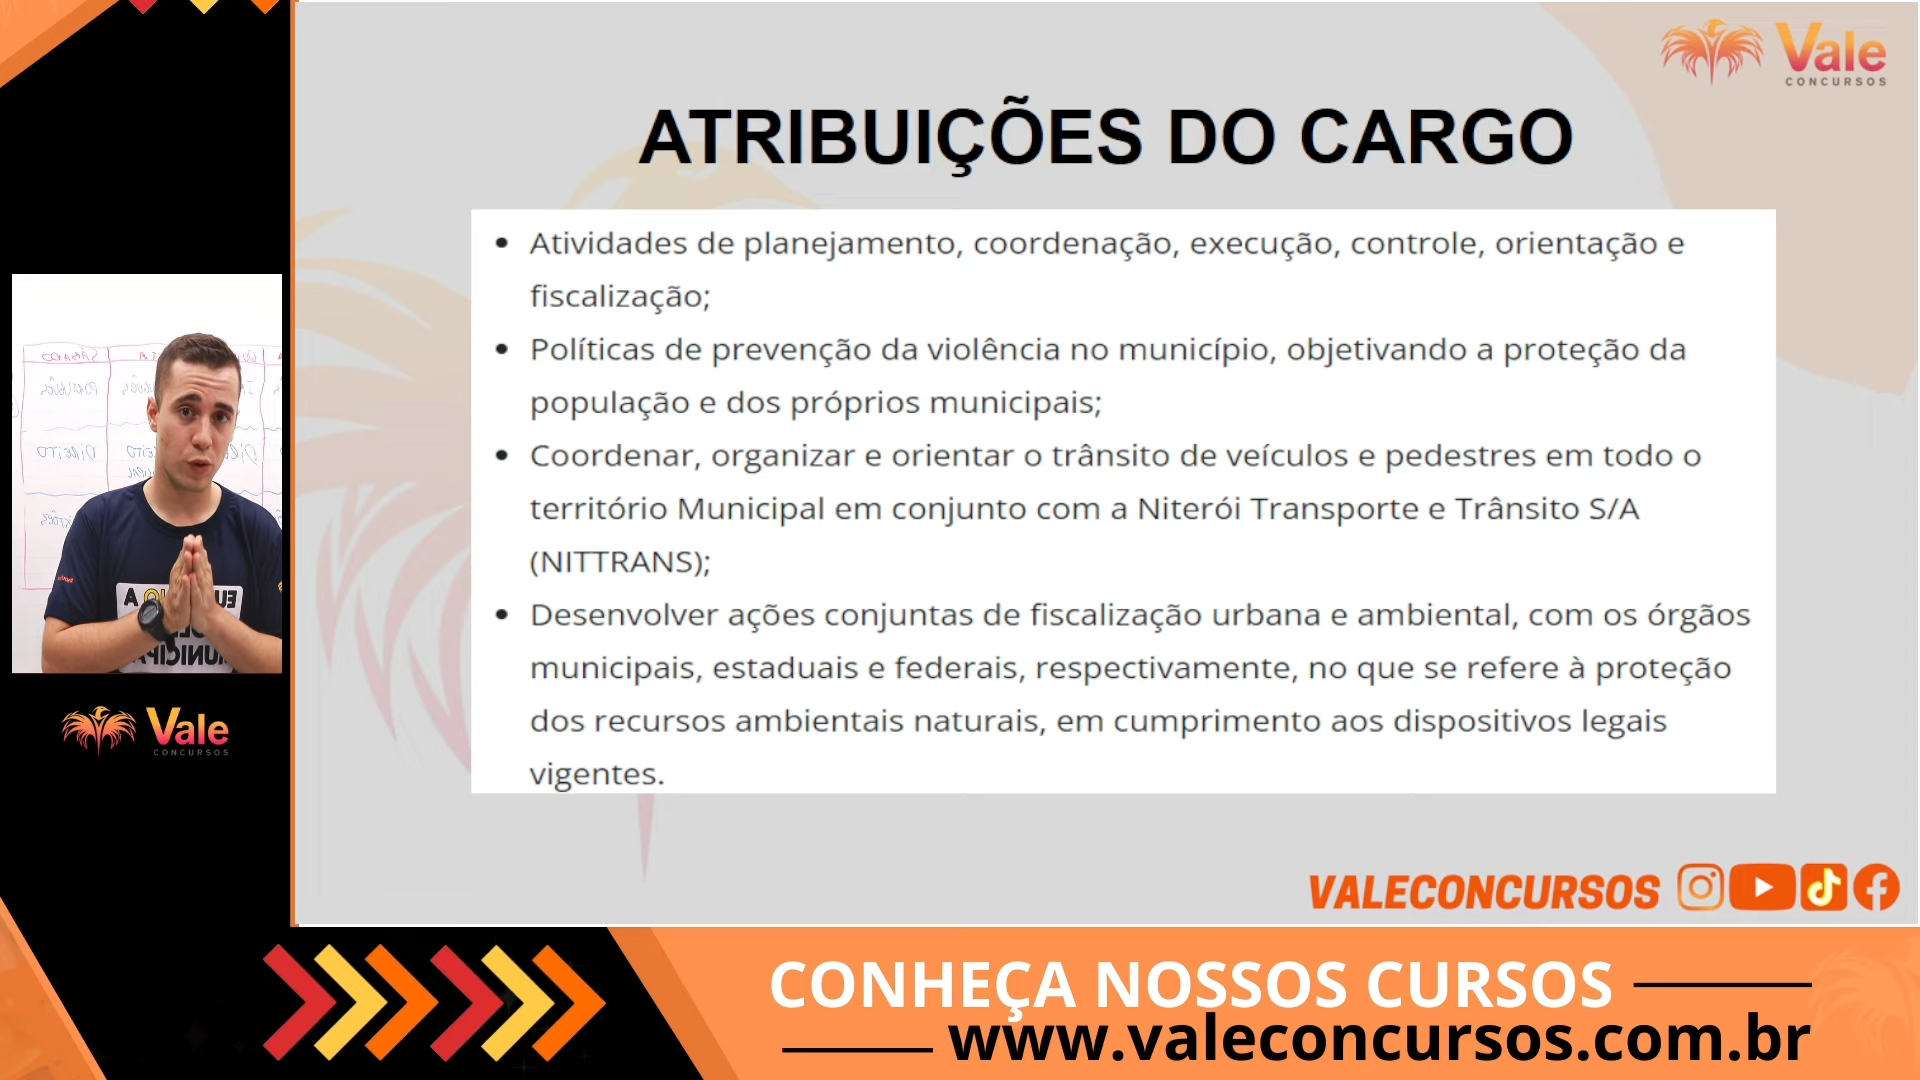 Vale
CONCURSOS
ATRIBUIÇÕES DO CARGO
• Atividades de planejamento, coordenação, execução, controle, orientação e
fiscalização;
• Políticas de prevenção da violência no município, objetivando a proteção da
população e dos próprios municipais;
• Coordenar, organizar e orientar o trânsito de veículos e pedestres em todo o
território Municipal em conjunto com a Niterói Transporte e Trânsito S/A
(NITTRANS);
• Desenvolver ações conjuntas de fiscalização urbana e ambiental, com os órgãos
municipais, estaduais e federais, respectivamente, no que se refere à proteção
dos recursos ambientais naturais, em cumprimento aos dispositivos legais
vigentes.
SÁBADO
PORTUGUÊS
DIREITO
Vale
CONCURSOS
VALECONCURSOS
CONHEÇA NOSSOS CURSOS
www.valeconcursos.com.br